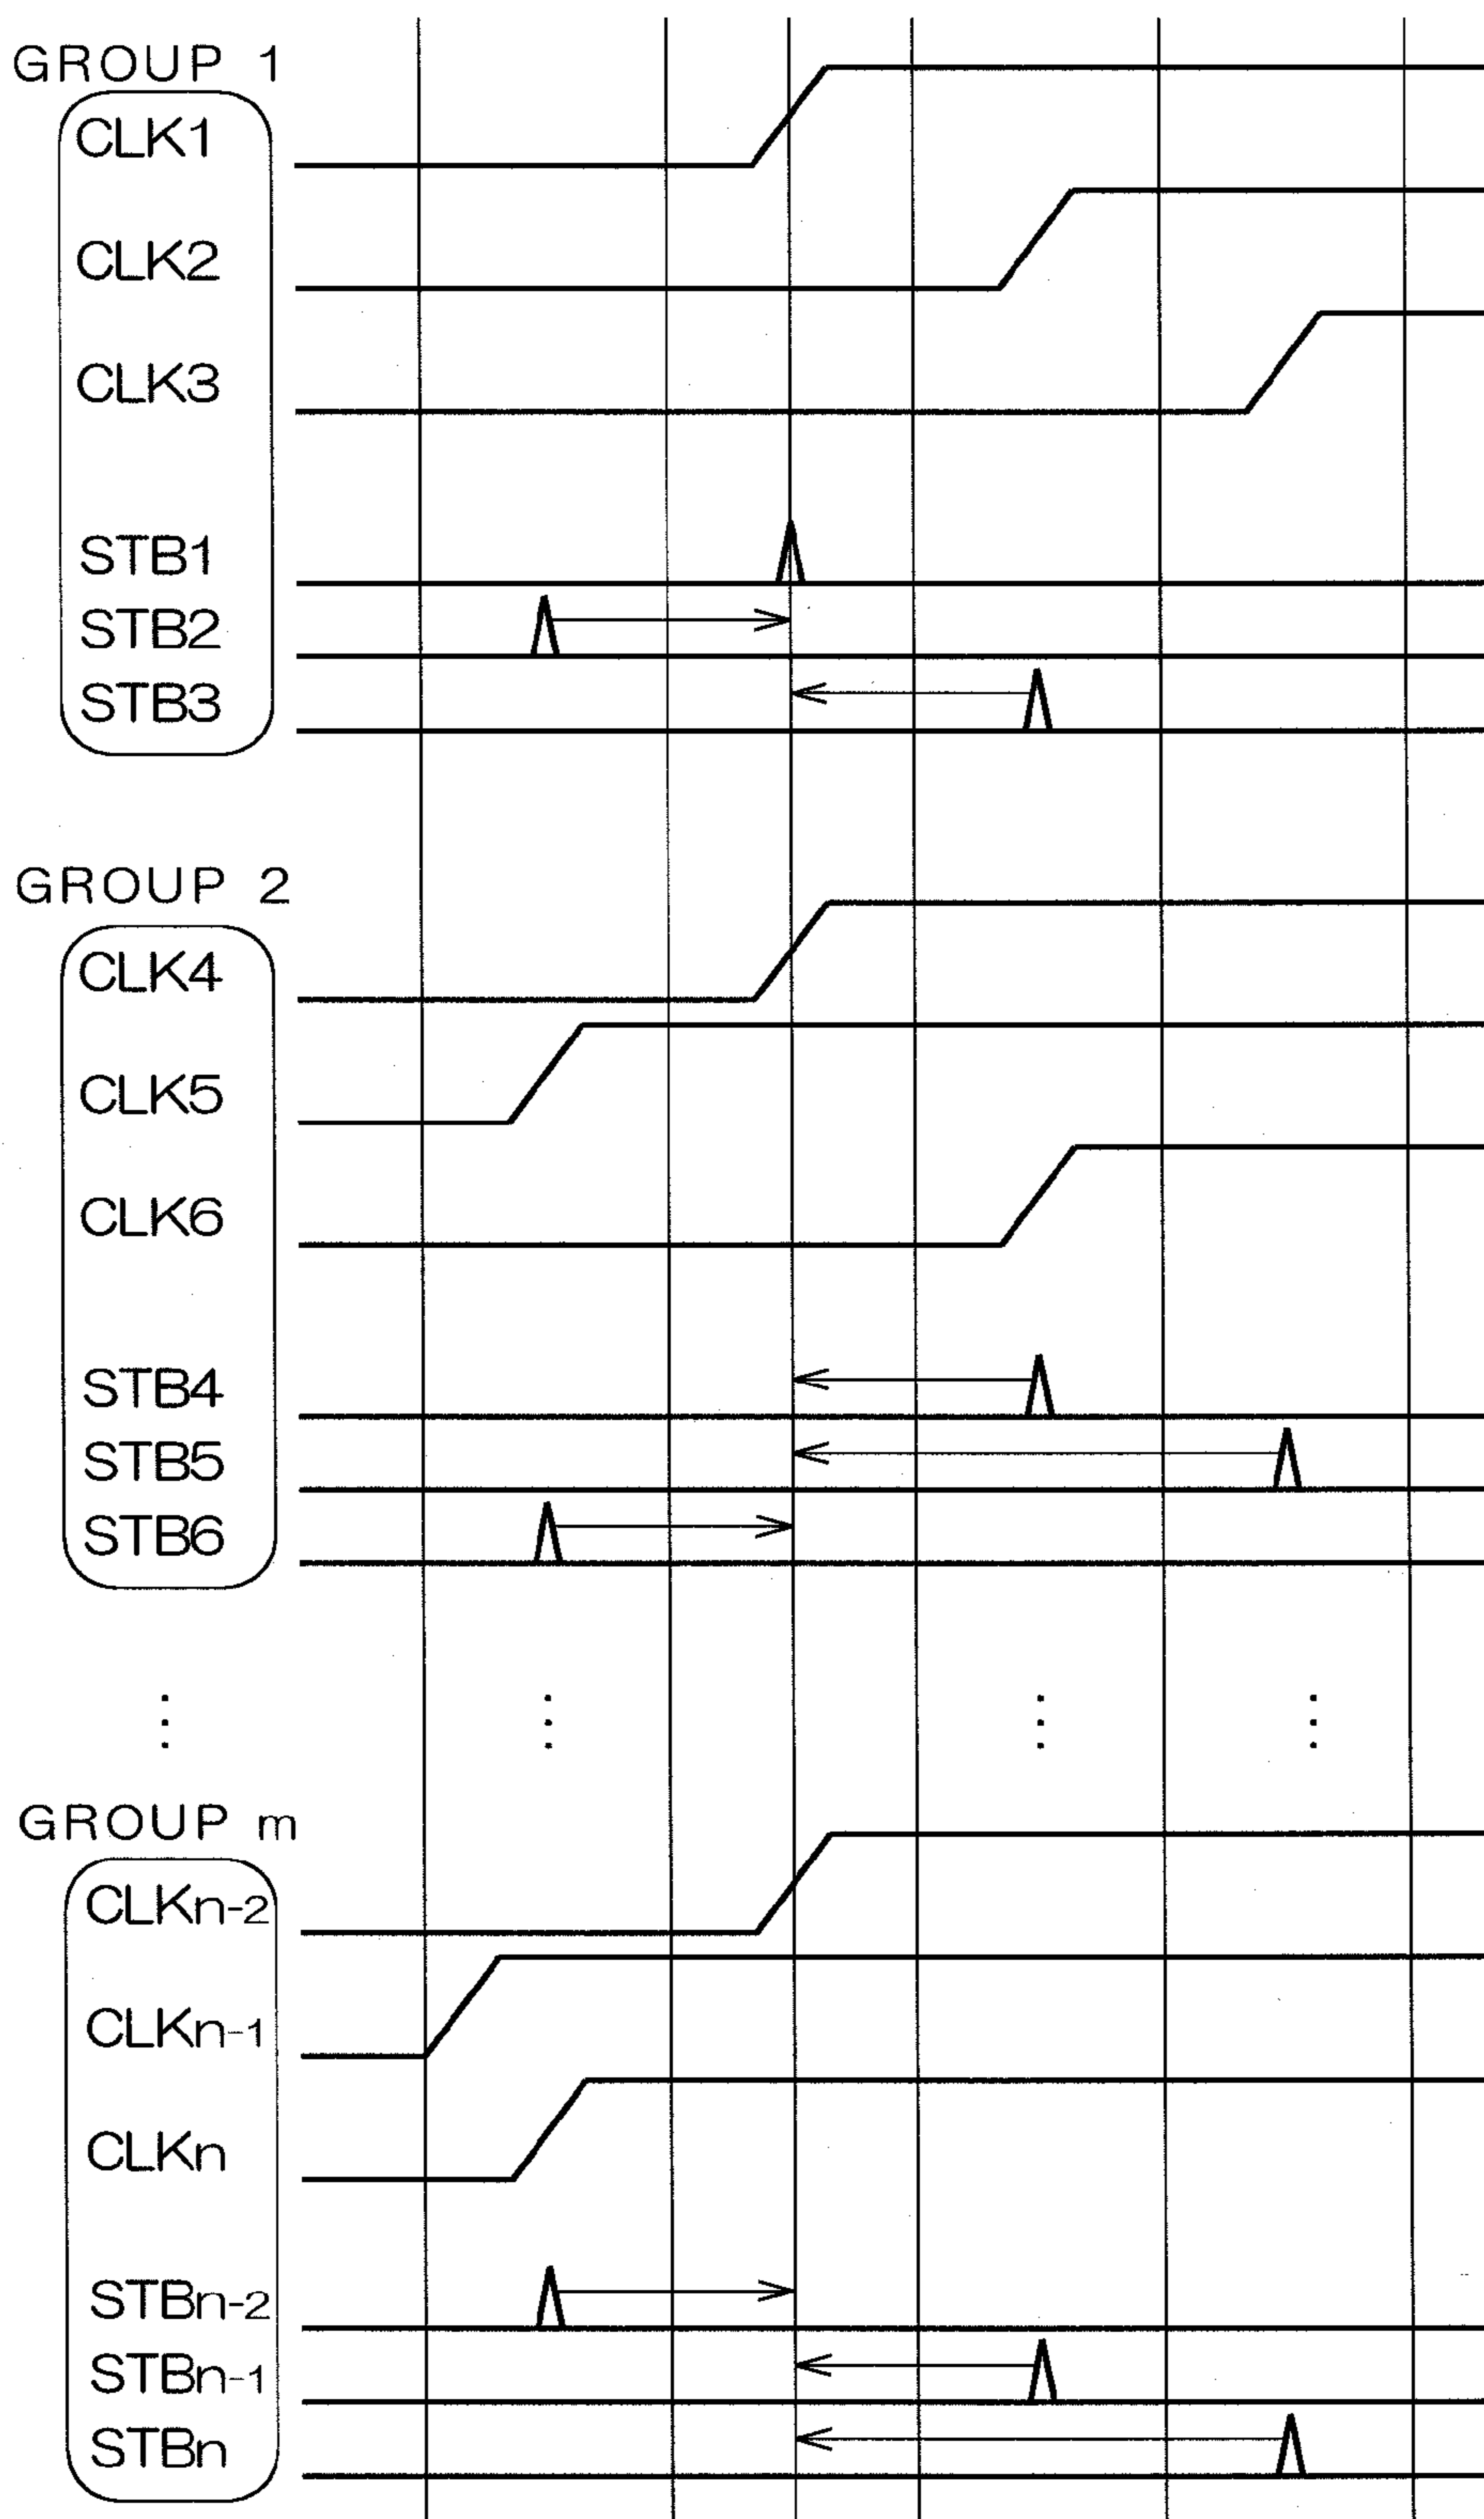 GROUP 1
CLK1
CLK2
CLK3
STB1
STB2
STB3
GROUP 2
CLK4
CLK5
CLK6
STB4
STB5
STB6
GROUP m
CLKn-2
CLKn-1
CLKn
STBn-2
STBn-1
STBn